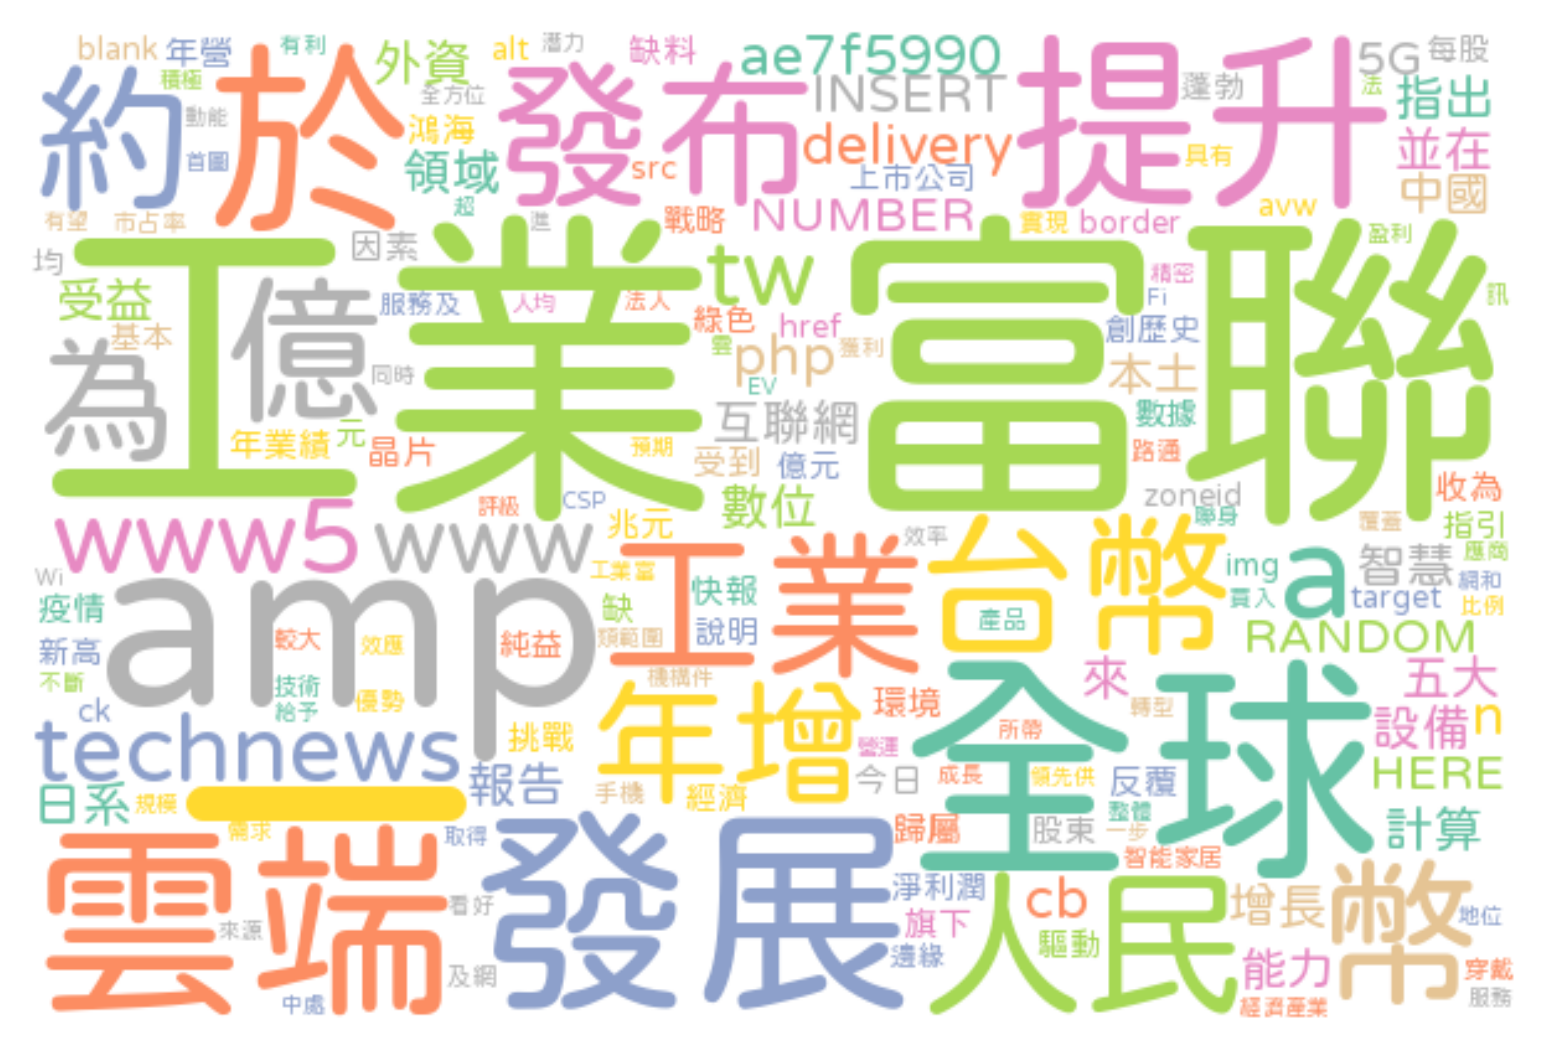 blank 年營 有利 外資 alt 潛力 缺料 ae7f5990 5G 每股
約 積極 於 全方位 發布 INSERT 提升 蓬勃 法 指出
動能 鴻海 delivery 並在
首圖 領域 src 上市公司 具有 中國
有望 市占率 超 進 戰略 NUMBER 實現 border avw
均 因素 tw 盈利
工業富聯
受益 億 服務及 人均 法人 綠色 href 精密 Fi 訊
基本 雲 php 獲利 創歷史
為 同時 EV 本土
年業績 元 晶片 預期 互聯網 數據
受到 億元 路通
評級 CSP 數位 zoneid 收為
www5 www 兆元 效率 台幣 聯身 覆蓋 指引
Wi amp 工業富 工業 img a 智慧 應商
疫情 缺 快報 產品 買入 target 網和 比例
新高 較大 效應 純益 類範圍 說明 RANDOM
不斷 技術 機構件 全球 來 五大
ck 給予 優勢 年增 環境 所帶 轉型 設備 n
technews 挑戰 營運
日系 規模 一 報告 手機 經濟 今日 成長 領先供 反覆 HERE
雲端 需求 取得 發展 歸屬 股東 整體 一步 計算
智能家居
來源 看好 淨利潤 人民 cb 增長 幣 地位
旗下 驅動
及網 邊緣 能力 穿戴
中處 經濟產業 服務